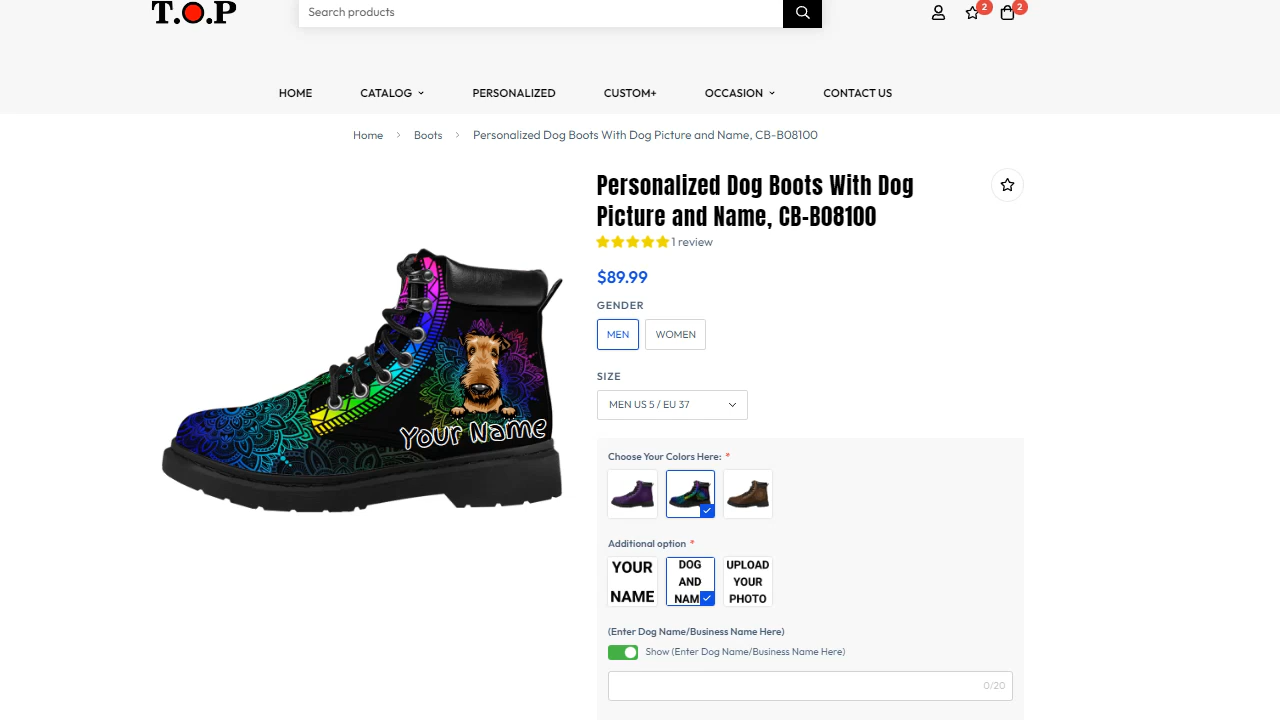 T.O.P
Search products
2
2
HOME
CATALOG
PERSONALIZED
CUSTOM+
OCCASION
CONTACT US
Home
Boots
Personalized Dog Boots With Dog Picture and Name, CB-B08100
Personalized Dog Boots With Dog
Picture and Name, CB-B08100
1 review
$89.99
GENDER
MEN
WOMEN
SIZE
MEN US 5 / EU 37
Your Name
Choose Your Colors Here: *
Additional option *
YOUR
NAME
DOG
AND
NAM
UPLOAD
YOUR
PHOTO
(Enter Dog Name/Business Name Here)
Show (Enter Dog Name/Business Name Here)
0/20